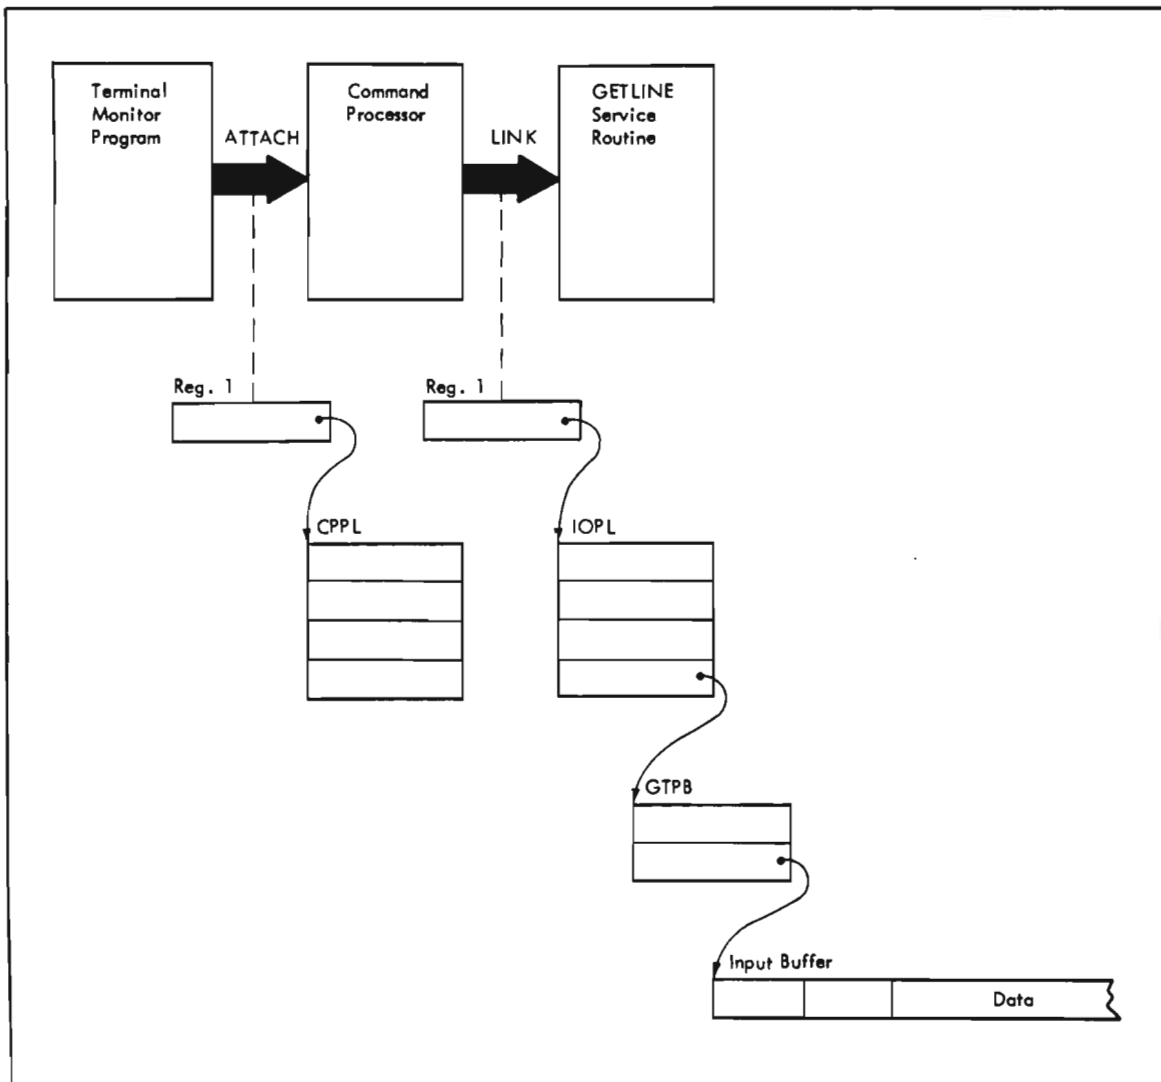 Terminal
Monitor
Program
ATTACH
Command
Processor
LINK
GETLINE
Service
Routine
Reg. 1
Reg. 1
CPPL
IOPL
GTPB
Input Buffer
Data